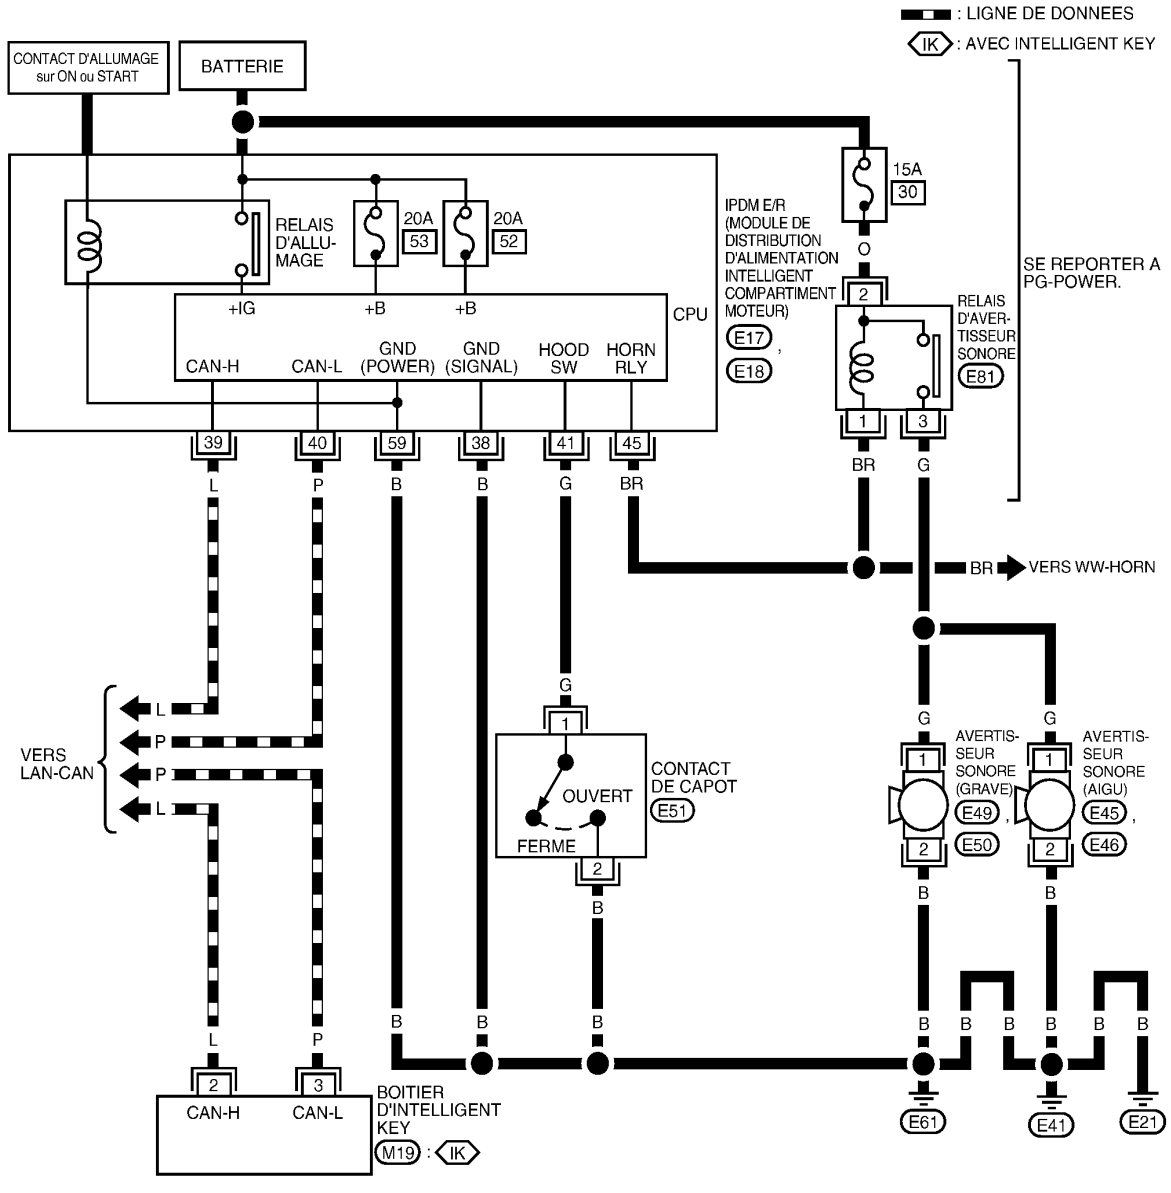 : LIGNE DE DONNEES
IK : AVEC INTELLIGENT KEY
CONTACT D'ALLUMAGE
sur ON ou START
BATTERIE
15A
30
O
2
RELAIS
D'AVER-
TISSEUR
SONORE
E81
1
3
BR
G
SE REPORTER A
PG-POWER.
RELAIS
D'ALLU-
MAGE
20A
53
20A
52
IPDM E/R
(MODULE DE
DISTRIBUTION
D'ALIMENTATION
INTELLIGENT
COMPARTIMENT
MOTEUR)
E17 ,
E18
+IG
+B
+B
CPU
CAN-H
CAN-L
GND
(POWER)
GND
(SIGNAL)
HOOD
SW
HORN
RLY
39
40
59
38
41
45
L
P
B
B
G
BR
BR
VERS WW-HORN
L
P
P
L
VERS
LAN-CAN
G
1
OUVERT
FERME
2
CONTACT
DE CAPOT
E51
B
G
G
1
AVERTIS-
SEUR
SONORE
(GRAVE)
E49 ,
E50
2
1
AVERTIS-
SEUR
SONORE
(AIGU)
E45 ,
E46
2
B
B
L
P
B
B
B
B
B
B
B
B
B
E61
E41
E21
2
3
CAN-H
CAN-L
BOITIER
D'INTELLIGENT
KEY
M19 : IK